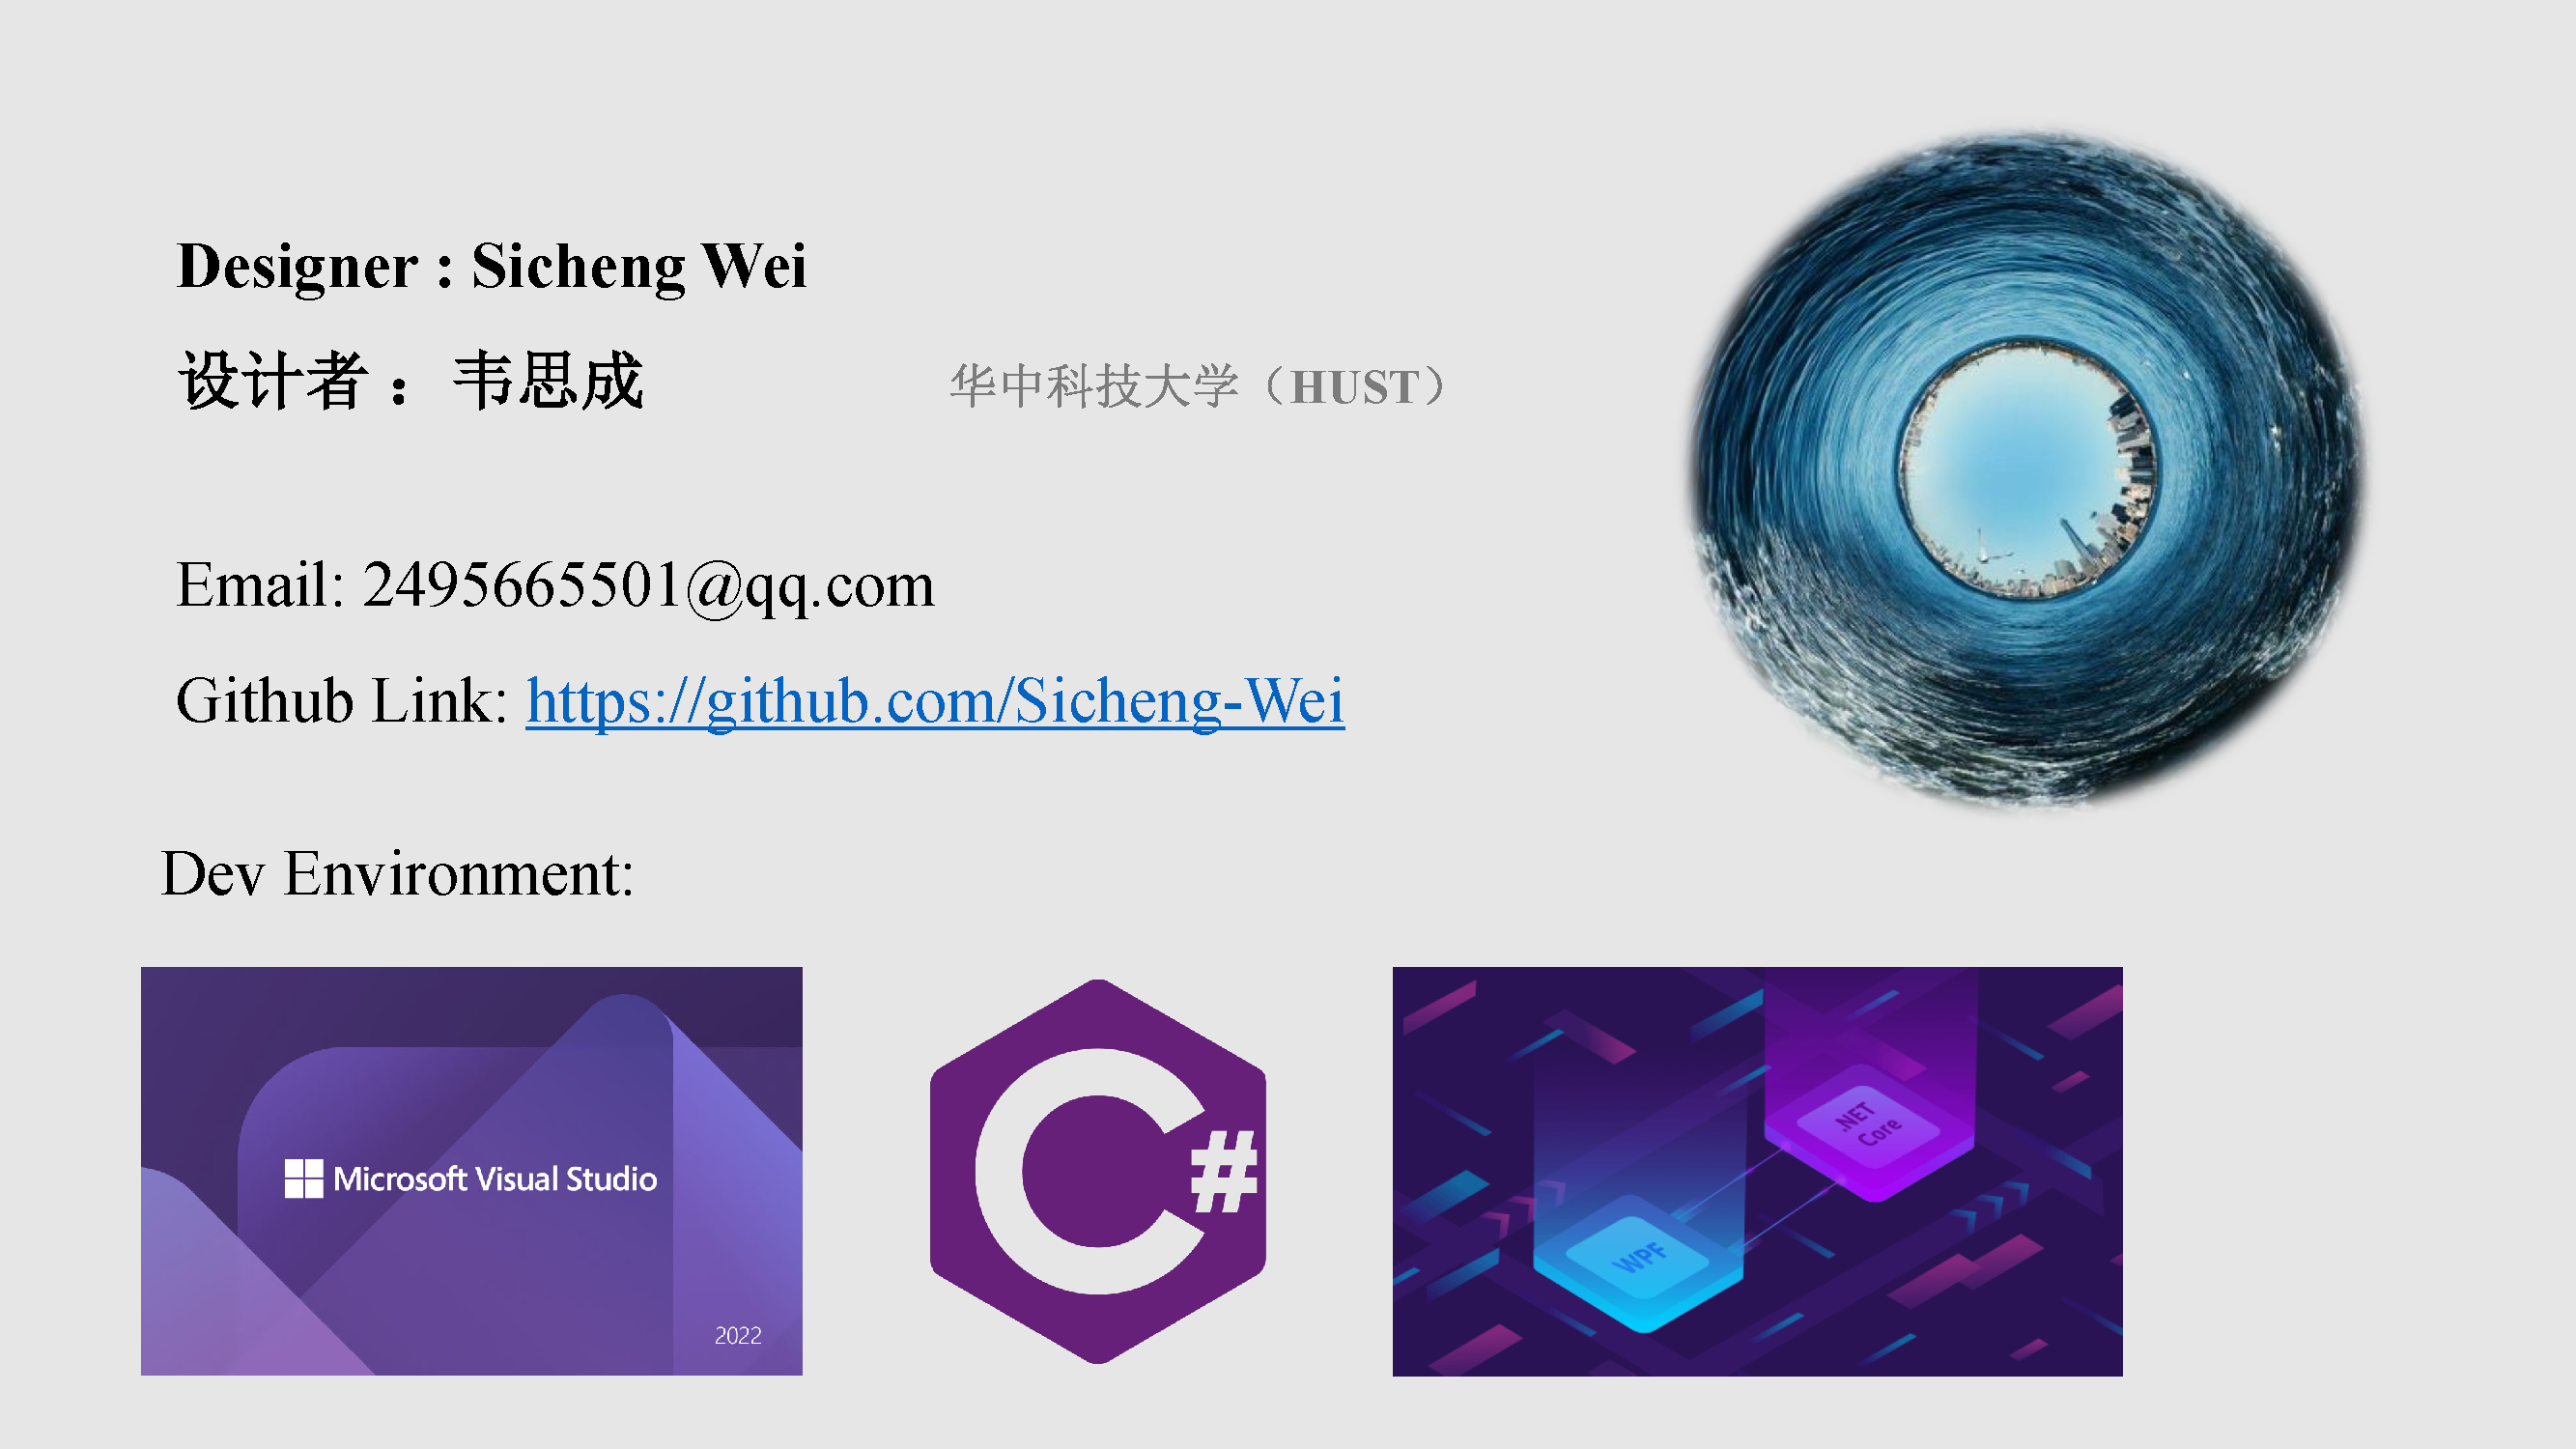 Designer : Sicheng Wei
设计者 ：韦思成
华中科技大学（HUST）
Email: 2495665501@qq.com
Github Link: https://github.com/Sicheng-Wei
Dev Environment:
Microsoft Visual Studio
2022
C#
.NET
Core
WPF